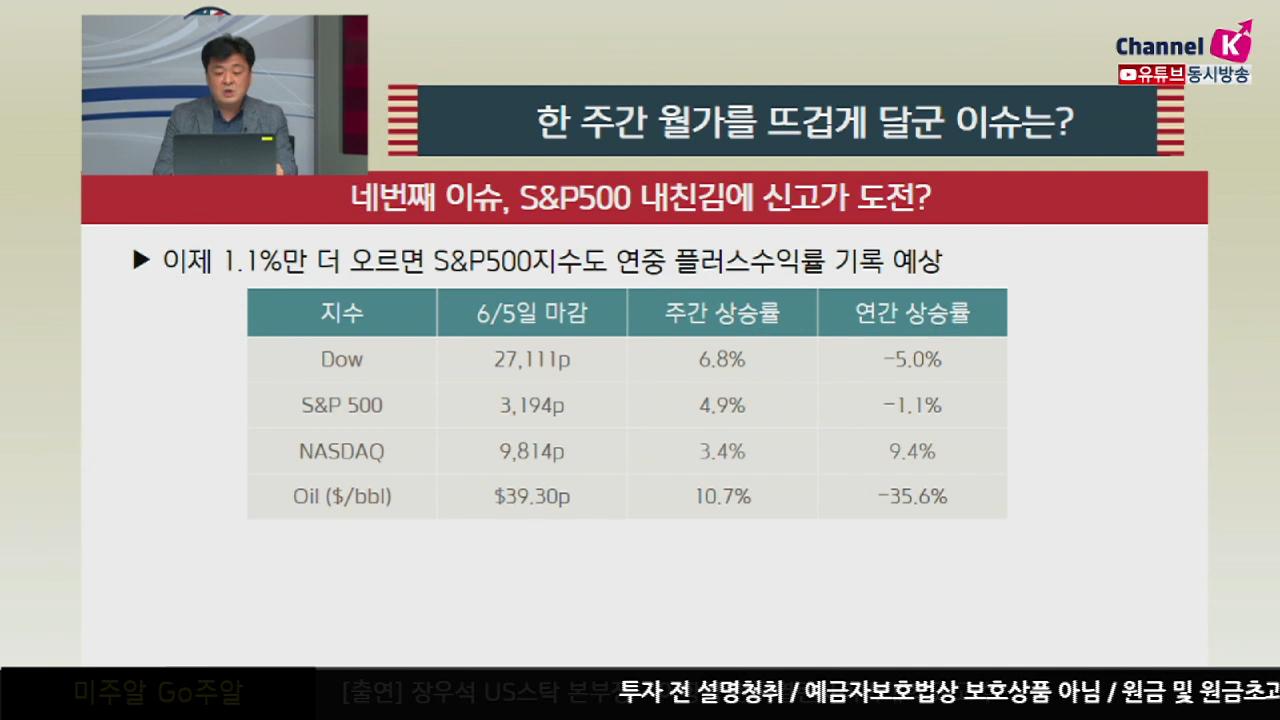 Channel K
유튜브동시방송
한 주간 월가를 뜨겁게 달군 이슈는?
네번째 이슈, S&P500 내친김에 신고가 도전?
▶ 이제 1.1%만 더 오르면 S&P500지수도 연중 플러스수익률 기록 예상
지수 6/5일 마감 주간 상승률 연간 상승률
Dow 27,111p 6.8% -5.0%
S&P 500 3,194p 4.9% -1.1%
NASDAQ 9,814p 3.4% 9.4%
Oil ($/bbl) $39.30p 10.7% -35.6%
미주알 Go주알 [출연] 장우석 US스탁 본부장 투자 전 설명청취 / 예금자보호법상 보호상품 아님 / 원금 및 원금초과